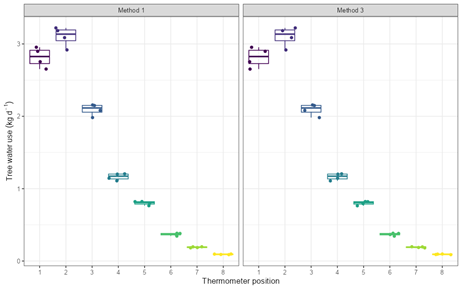 Method 1 Method 3
Tree water use (kg d⁻¹)
3
2
1
0
1 2 3 4 5 6 7 8 1 2 3 4 5 6 7 8
Thermometer position